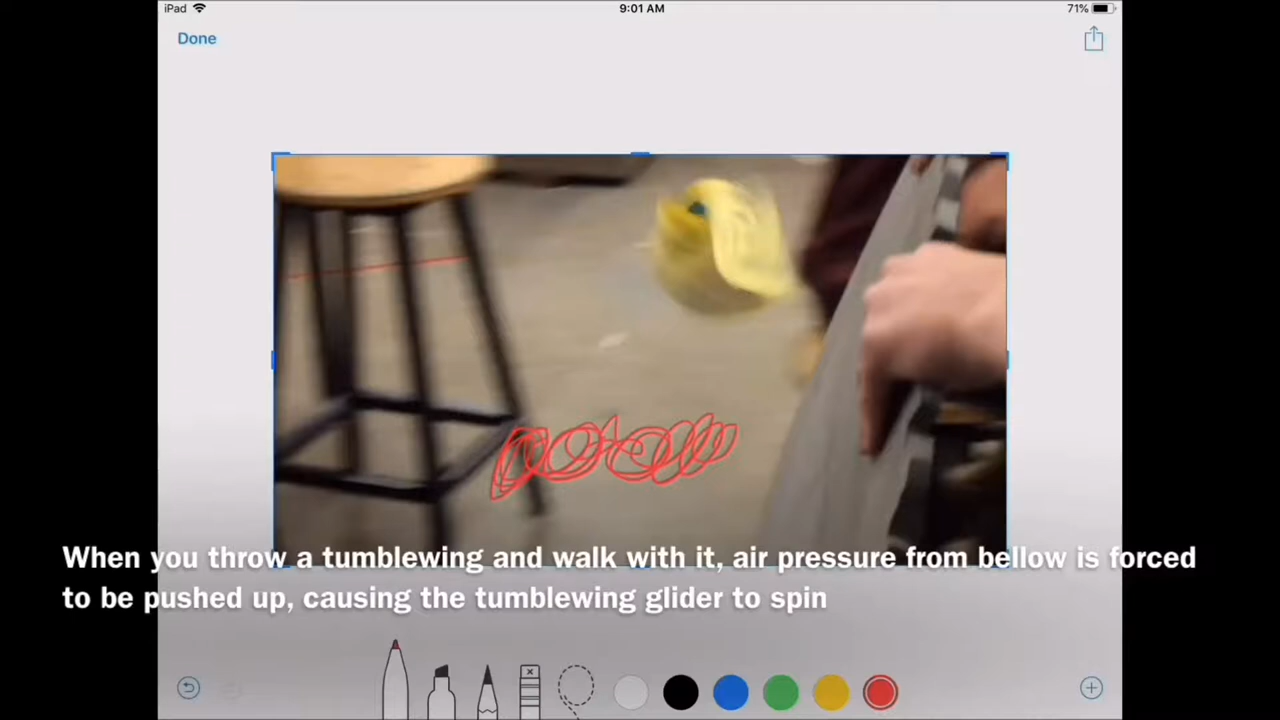 iPad 9:01 AM 71%
Done
When you throw a tumblewing and walk with it, air pressure from bellow is forced
to be pushed up, causing the tumblewing glider to spin